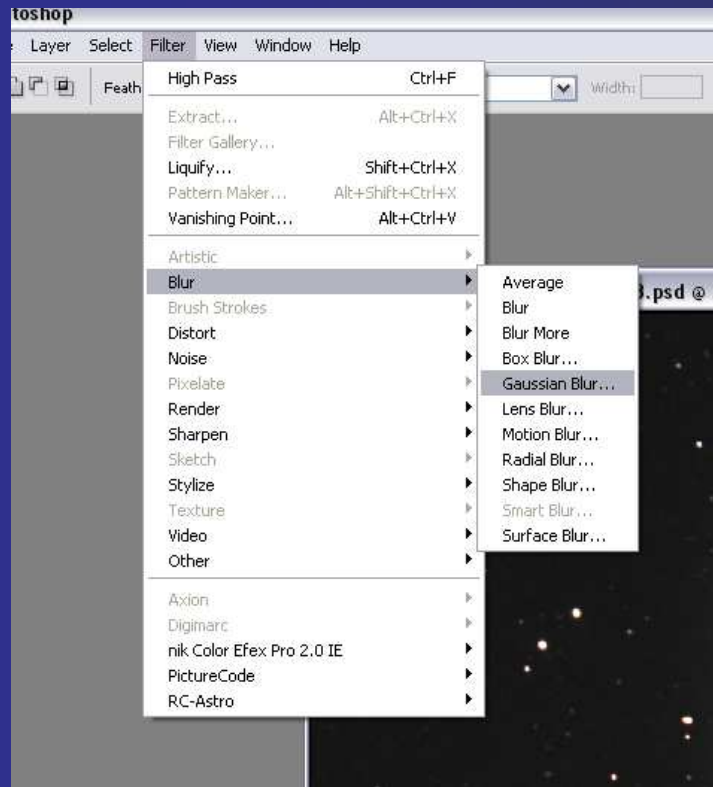 toshop
Layer Select Filter View Window Help
Feath Width:
High Pass Ctrl+F
Extract... Alt+Ctrl+X
Filter Gallery...
Liquify... Shift+Ctrl+X
Pattern Maker... Alt+Shift+Ctrl+X
Vanishing Point... Alt+Ctrl+V
Artistic
Blur
Brush Strokes
Distort
Noise
Pixelate
Render
Sharpen
Sketch
Stylize
Texture
Video
Other
Axion
Digimarc
nik Color Efex Pro 2.0 IE
PictureCode
RC-Astro
Average
Blur
Blur More
Box Blur...
Gaussian Blur...
Lens Blur...
Motion Blur...
Radial Blur...
Shape Blur...
Smart Blur...
Surface Blur...
.psd @